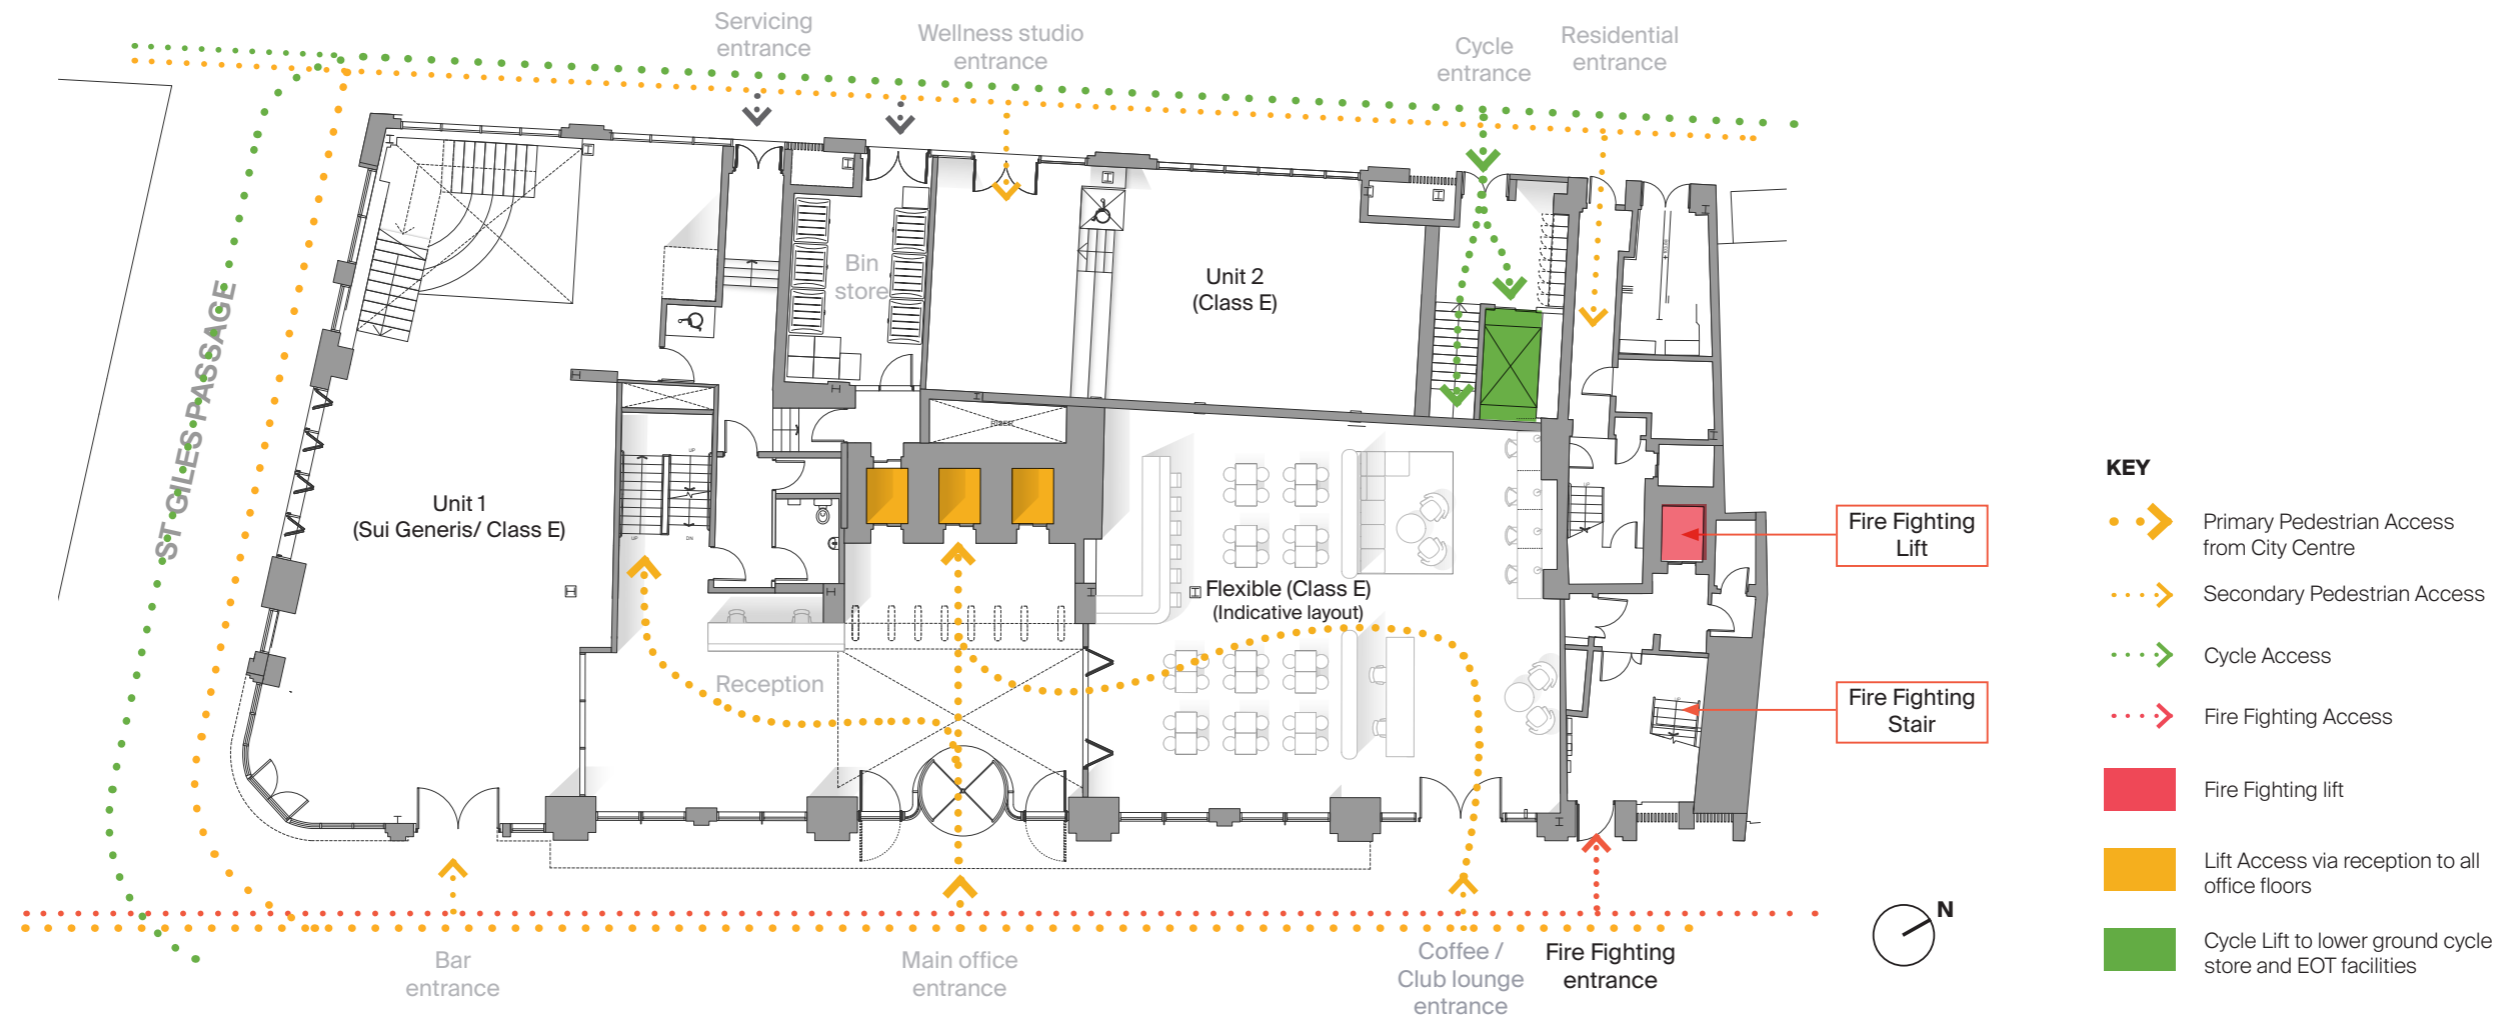 Servicing
entrance
Wellness studio
entrance
Cycle
entrance
Residential
entrance
ST GILES PASSAGE
Bin
store
Unit 2
(Class E)
Unit 1
(Sui Generis/ Class E)
UP
UP
DN
UP
Flexible (Class E)
(Indicative layout)
Reception
Fire Fighting
Lift
Fire Fighting
Stair
Bar
entrance
Main office
entrance
Coffee /
Club lounge
entrance
Fire Fighting
entrance
N
KEY
Primary Pedestrian Access
from City Centre
Secondary Pedestrian Access
Cycle Access
Fire Fighting Access
Fire Fighting lift
Lift Access via reception to all
office floors
Cycle Lift to lower ground cycle
store and EOT facilities